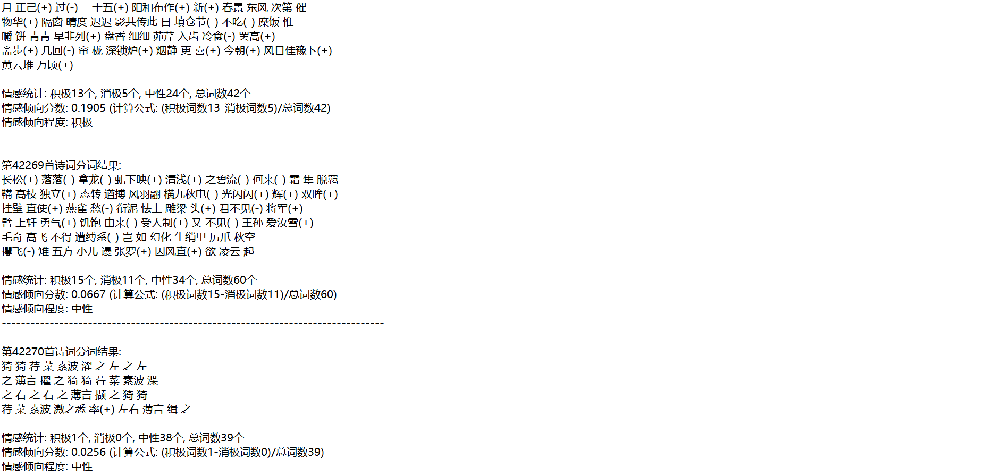 月 正己(+) 过(-) 二十五(+) 阳和布作(+) 新(+) 春景 东风 次第 催
物华(+) 隔窗 晴度 迟迟 影共传此 日 填仓节(-) 不吃(-) 糜饭 惟
嚼 饼 青青 早韭列(+) 盘香 细细 茆芹 入齿 冷食(-) 罢高(+)
斋步(+) 几回(-) 帘 栊 深锁炉(+) 烟静 更 喜(+) 今朝(+) 风日佳豫卜(+)
黄云堆 万顷(+)
情感统计: 积极13个, 消极5个, 中性24个, 总词数42个
情感倾向分数: 0.1905 (计算公式: (积极词数13-消极词数5)/总词数42)
情感倾向程度: 积极
--------------------------------------------------------------------------------
第42269首诗词分词结果:
长松(+) 落落(-) 拿龙(-) 虬下映(+) 清浅(+) 之碧流(-) 何来(-) 霜 隼 脱羁
鞲 高枝 独立(+) 态转 遒搏 风羽翮 横九秋电(-) 光闪闪(+) 辉(+) 双眸(+)
挂壁 直使(+) 燕雀 愁(-) 衔泥 怯上 雕梁 头(+) 君不见(-) 将军(+)
臂 上轩 勇气(+) 饥饱 由来(-) 受人制(+) 又 不见(-) 王孙 爱汝雪(+)
毛奇 高飞 不得 遭缚系(-) 岂 如 幻化 生绡里 厉爪 秋空
攫飞(-) 雉 五方 小儿 谩 张罗(+) 因风直(+) 欲 凌云 起
情感统计: 积极15个, 消极11个, 中性34个, 总词数60个
情感倾向分数: 0.0667 (计算公式: (积极词数15-消极词数11)/总词数60)
情感倾向程度: 中性
--------------------------------------------------------------------------------
第42270首诗词分词结果:
猗 猗 荇 菜 素波 濯 之 左 之 左
之 薄言 擢 之 猗 猗 荇 菜 素波 渫
之 右 之 右 之 薄言 撷 之 猗 猗
荇 菜 素波 激之悉 率(+) 左右 薄言 缉 之
情感统计: 积极1个, 消极0个, 中性38个, 总词数39个
情感倾向分数: 0.0256 (计算公式: (积极词数1-消极词数0)/总词数39)
情感倾向程度: 中性